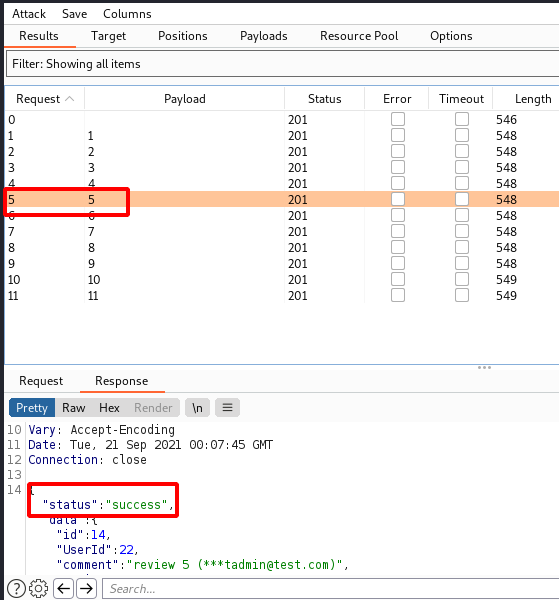 Attack Save Columns
Results Target Positions Payloads Resource Pool Options
Filter: Showing all items
Request Payload Status Error Timeout Length
0 201 546
1 1 201 548
2 2 201 548
3 3 201 548
4 4 201 548
5 5 201 548
6 6 201 548
7 7 201 548
8 8 201 548
9 9 201 548
10 10 201 549
11 11 201 549
Request Response
Pretty Raw Hex Render \n
10 Vary: Accept-Encoding
11 Date: Tue, 21 Sep 2021 00:07:45 GMT
12 Connection: close
13
14 {
"status":"success",
"data":{
"id":14,
"UserId":22,
"comment":"review 5 (***tadmin@test.com)",
? Search...